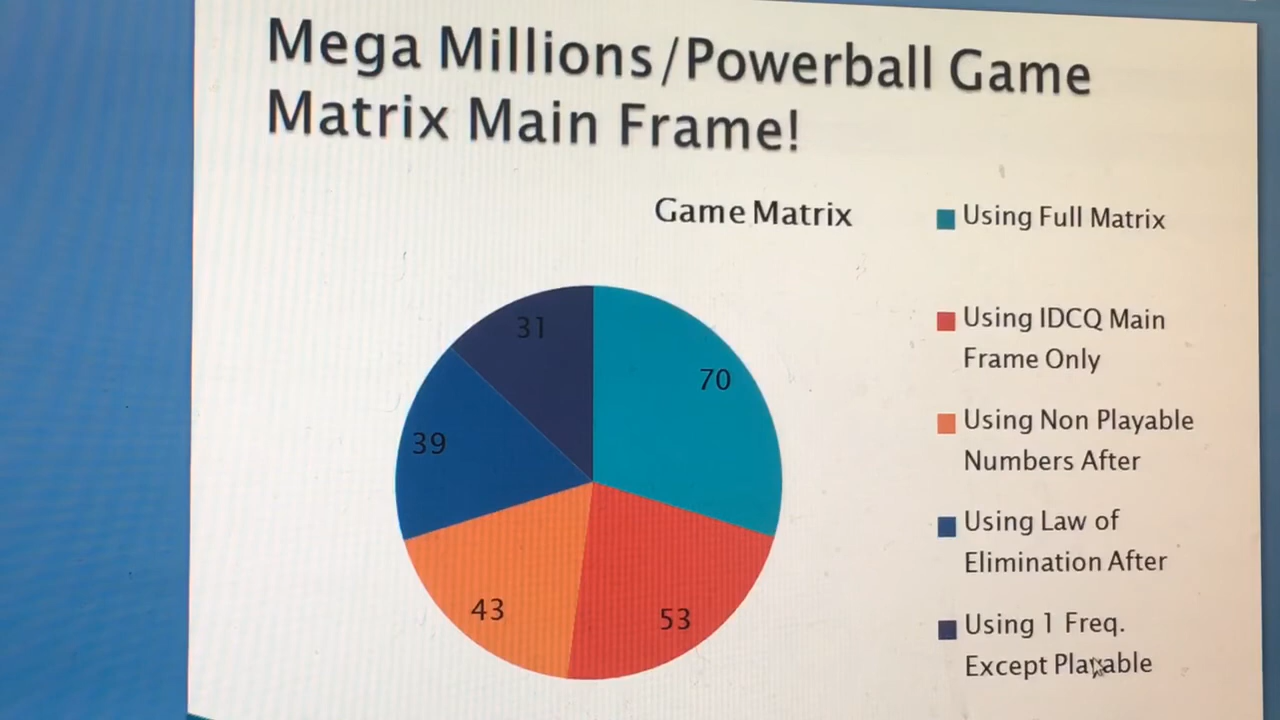 Mega Millions/Powerball Game
Matrix Main Frame!
Game Matrix
Using Full Matrix
Using IDCQ Main
Frame Only
Using Non Playable
Numbers After
Using Law of
Elimination After
Using 1 Freq.
Except Playable
31
70
39
43
53